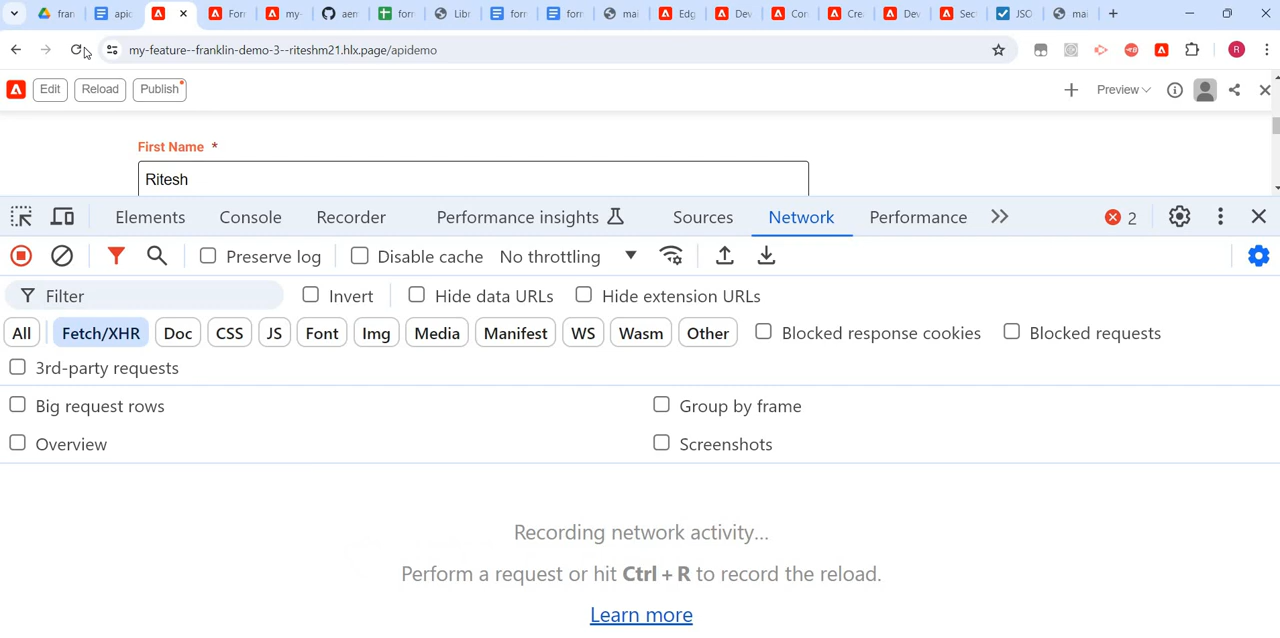 fran
apic
Forr
my
aem
forr
Libr
forr
forr
mai
Edg
Dev
Cor
Cre
Dev
Sec
JSO
mai
my-feature--franklin-demo-3--riteshm21.hlx.page/apidemo
R
Edit Reload Publish
Preview
First Name *
Ritesh
Elements Console Recorder Performance insights Sources Network Performance 2
Preserve log Disable cache No throttling
Filter Invert Hide data URLs Hide extension URLs
All Fetch/XHR Doc CSS JS Font Img Media Manifest WS Wasm Other Blocked response cookies Blocked requests
3rd-party requests
Big request rows Group by frame
Overview Screenshots
Recording network activity...
Perform a request or hit Ctrl + R to record the reload.
Learn more